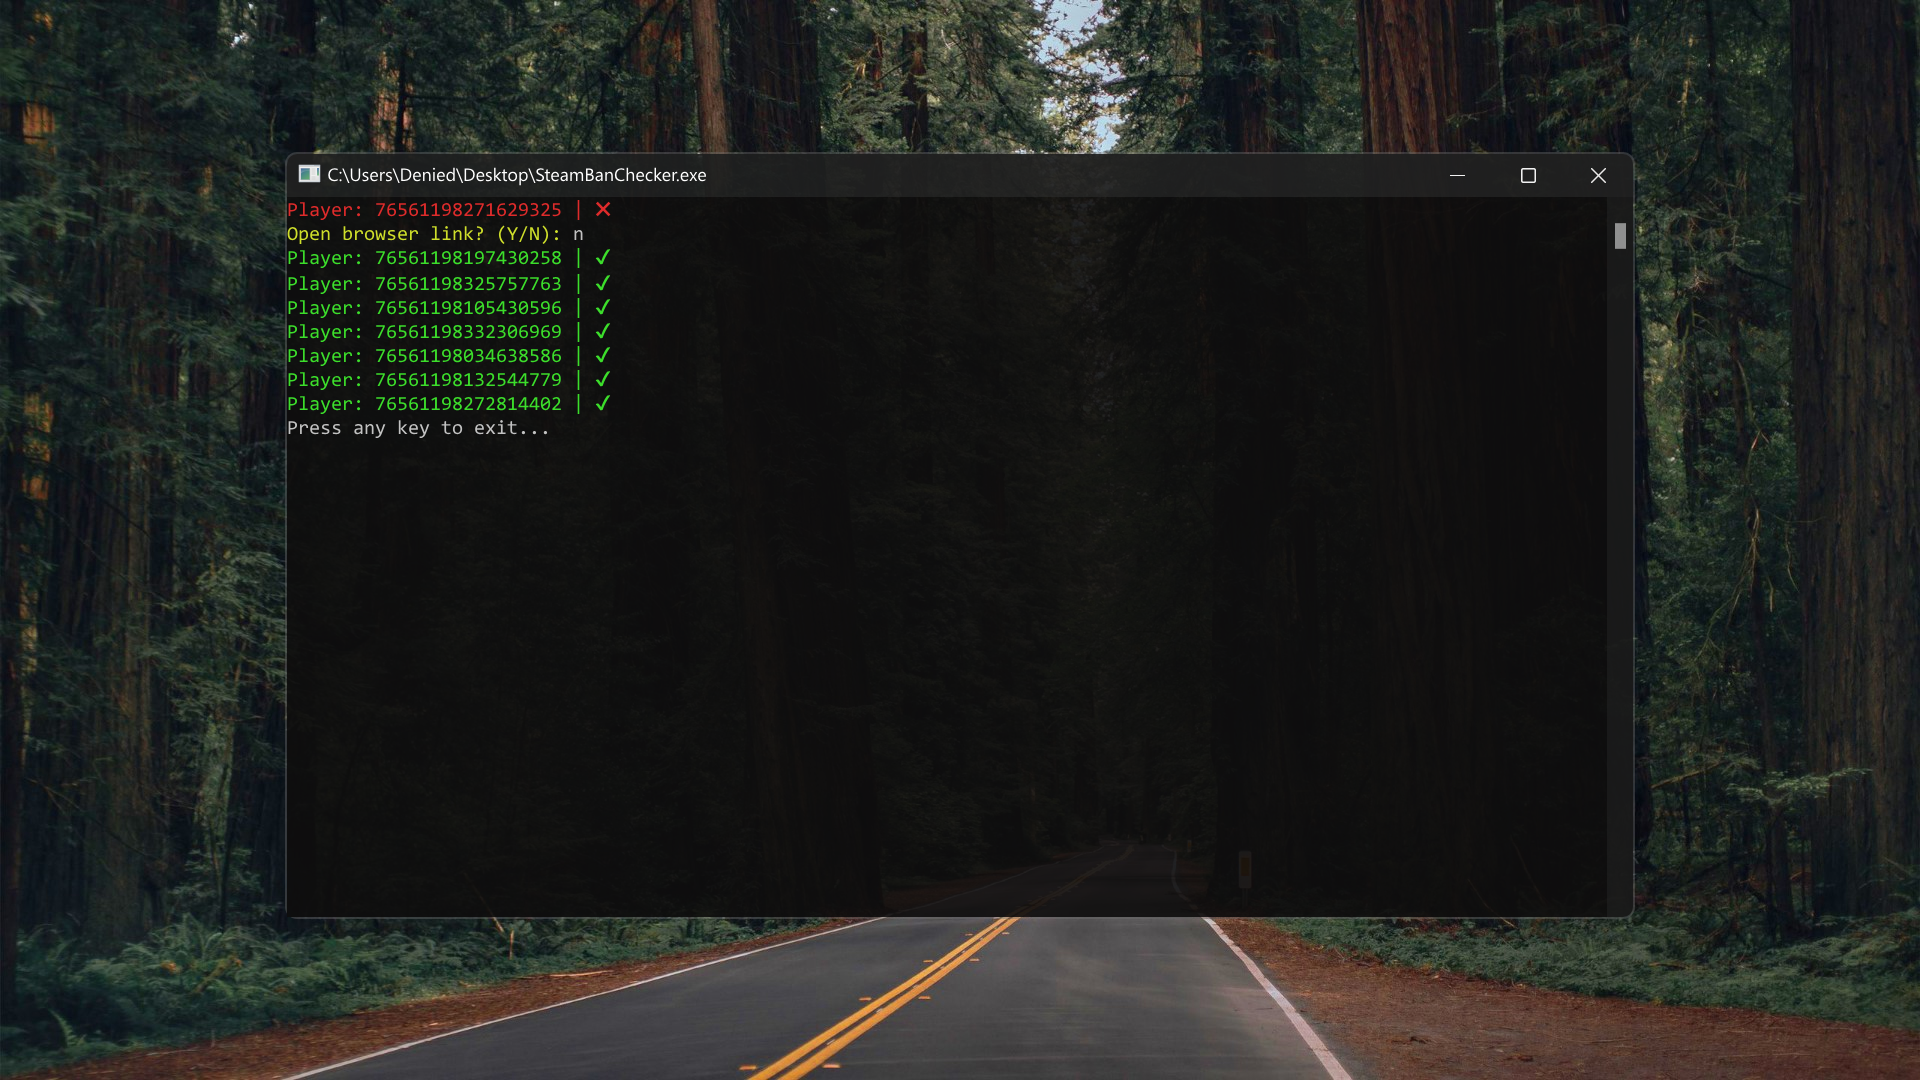 C:\Users\Denied\Desktop\SteamBanChecker.exe
Player: 76561198271629325 | ✕
Open browser link? (Y/N): n
Player: 76561198197430258 | ✓
Player: 76561198325757763 | ✓
Player: 76561198105430596 | ✓
Player: 76561198332306969 | ✓
Player: 76561198034638586 | ✓
Player: 76561198132544779 | ✓
Player: 76561198272814402 | ✓
Press any key to exit...